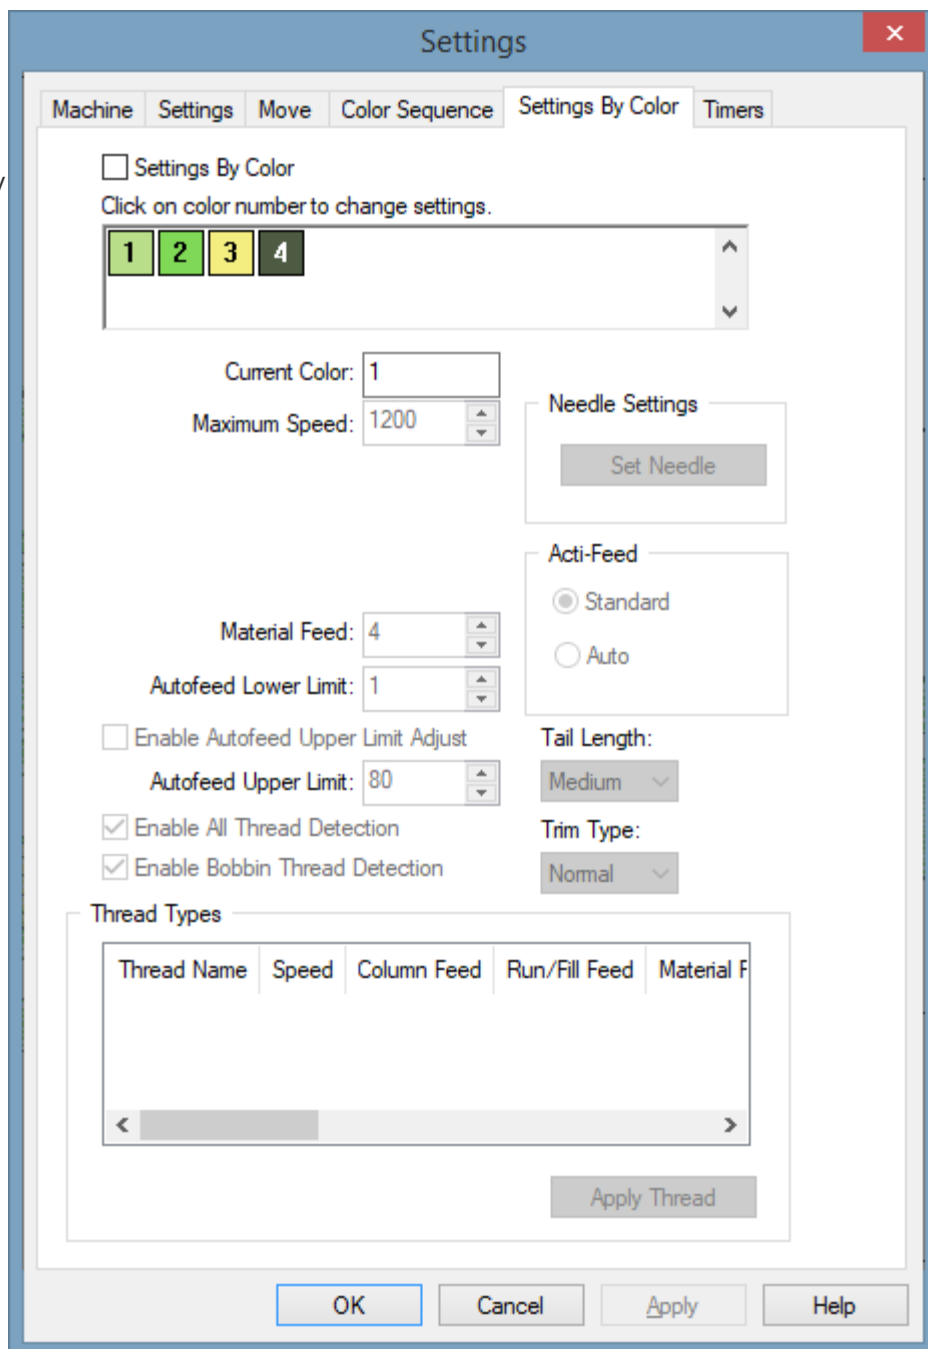 Settings
Machine Settings Move Color Sequence Settings By Color Timers
Settings By Color
Click on color number to change settings.
1 2 3 4
Current Color: 1
Maximum Speed: 1200
Needle Settings
Set Needle
Acti-Feed
Standard
Auto
Material Feed: 4
Autofeed Lower Limit: 1
Enable Autofeed Upper Limit Adjust
Autofeed Upper Limit: 80
Enable All Thread Detection
Enable Bobbin Thread Detection
Tail Length:
Medium
Trim Type:
Normal
Thread Types
Thread Name Speed Column Feed Run/Fill Feed Material F
Apply Thread
OK Cancel Apply Help